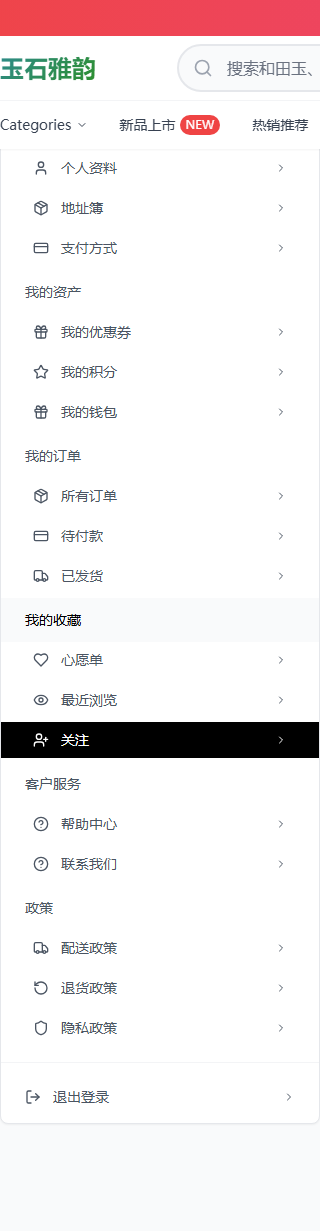 玉石雅韵
搜索和田玉、
Categories 新品上市 NEW 热销推荐
个人资料
地址簿
支付方式
我的资产
我的优惠券
我的积分
我的钱包
我的订单
所有订单
待付款
已发货
我的收藏
心愿单
最近浏览
关注
客户服务
帮助中心
联系我们
政策
配送政策
退货政策
隐私政策
退出登录